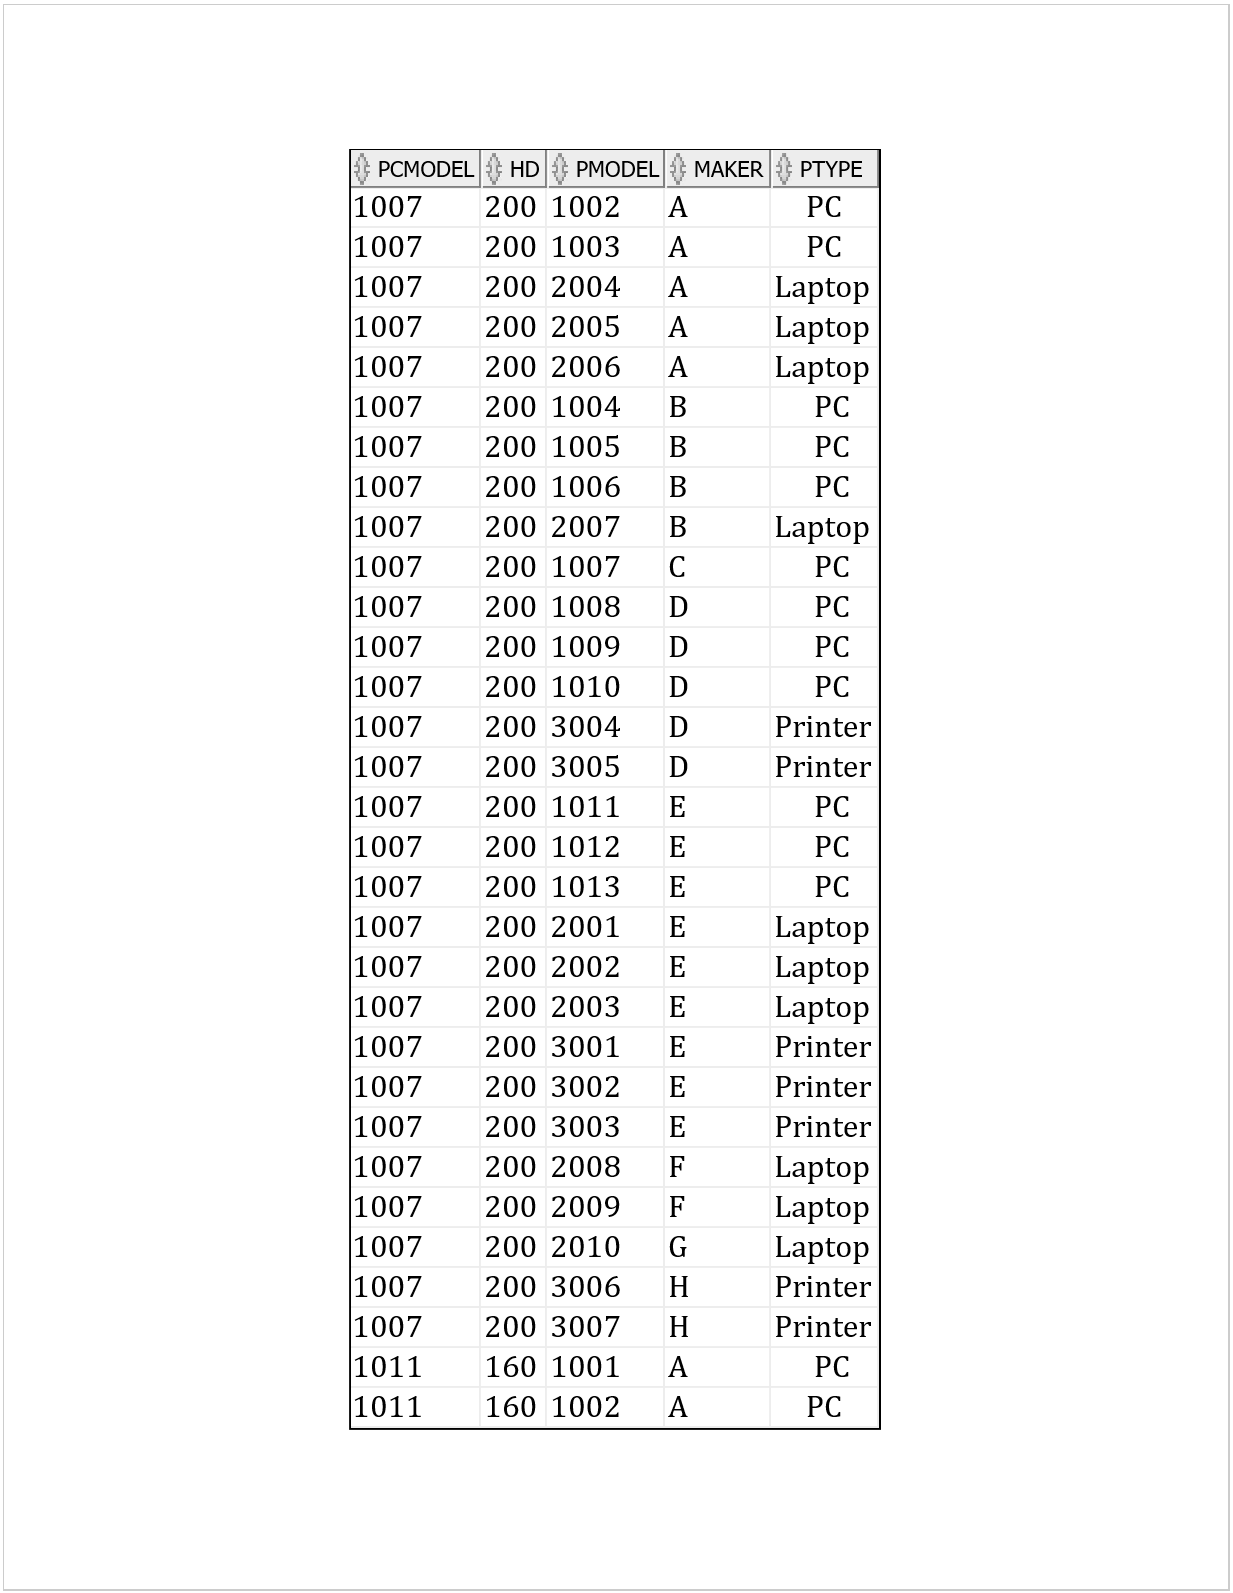 PCMODEL HD PMODEL MAKER PTYPE
1007 200 1002 A PC
1007 200 1003 A PC
1007 200 2004 A Laptop
1007 200 2005 A Laptop
1007 200 2006 A Laptop
1007 200 1004 B PC
1007 200 1005 B PC
1007 200 1006 B PC
1007 200 2007 B Laptop
1007 200 1007 C PC
1007 200 1008 D PC
1007 200 1009 D PC
1007 200 1010 D PC
1007 200 3004 D Printer
1007 200 3005 D Printer
1007 200 1011 E PC
1007 200 1012 E PC
1007 200 1013 E PC
1007 200 2001 E Laptop
1007 200 2002 E Laptop
1007 200 2003 E Laptop
1007 200 3001 E Printer
1007 200 3002 E Printer
1007 200 3003 E Printer
1007 200 2008 F Laptop
1007 200 2009 F Laptop
1007 200 2010 G Laptop
1007 200 3006 H Printer
1007 200 3007 H Printer
1011 160 1001 A PC
1011 160 1002 A PC